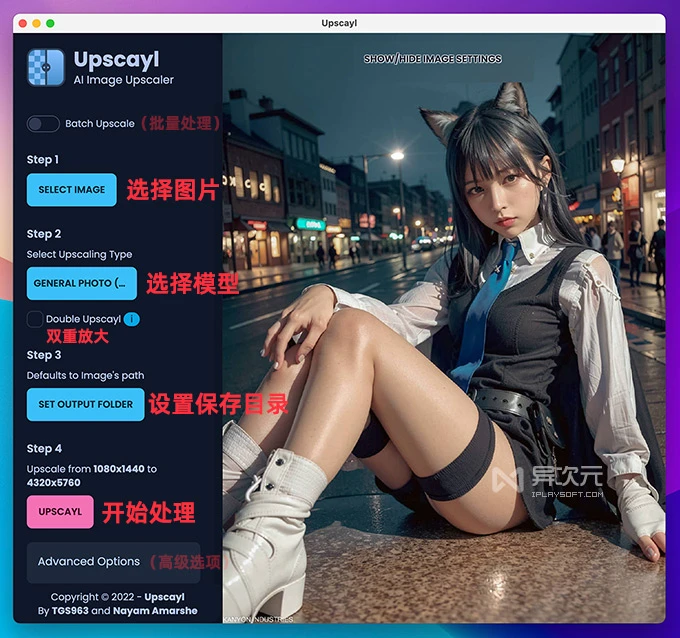 Upscayl
Upscayl
AI Image Upscaler
SHOW/HIDE IMAGE SETTINGS
Batch Upscale (批量处理)
Step 1
SELECT IMAGE 选择图片
Step 2
Select Upscaling Type
GENERAL PHOTO (... 选择模型
Double Upscayl i
双重放大
Step 3
Defaults to Image's path
SET OUTPUT FOLDER 设置保存目录
Step 4
Upscale from 1080x1440 to
4320x5760
UPSCAYL 开始处理
Advanced Options (高级选项)
Copyright © 2022 - Upscayl
By TGS963 and Nayam Amarshe
异次元
IPLAYSOFT.COM
KANYON.INDUSTRIES